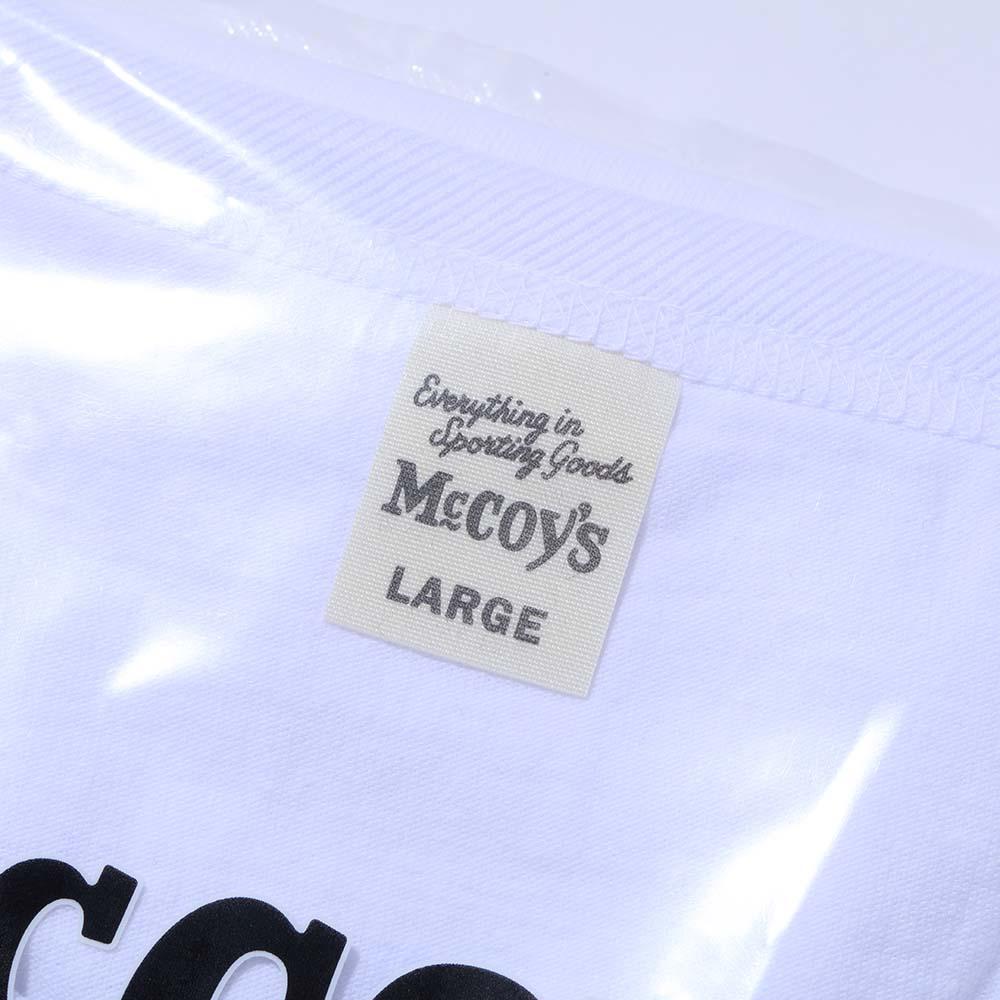 Everything in
Sporting Goods
McCOY'S
LARGE